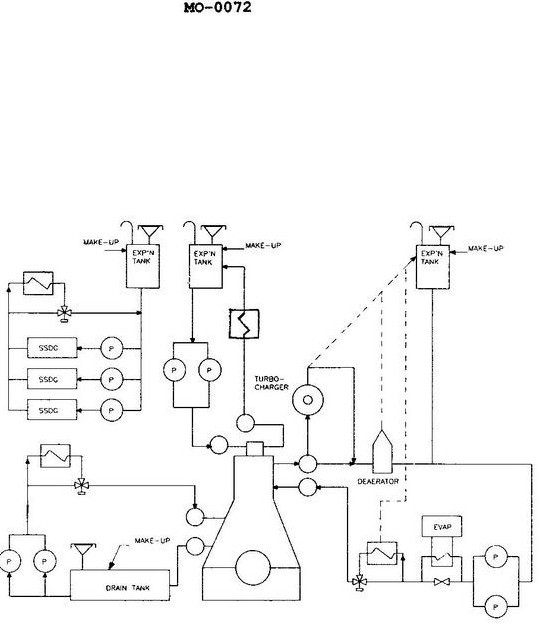 MO-0072
MAKE-UP
EXP'N
TANK
EXP'N
TANK
MAKE-UP
EXP'N
TANK
MAKE-UP
SSDG
P
SSDG
P
SSDG
P
P
P
TURBO-
CHARGER
DEAERATOR
EVAP
P
P
P
P
MAKE-UP
DRAIN TANK